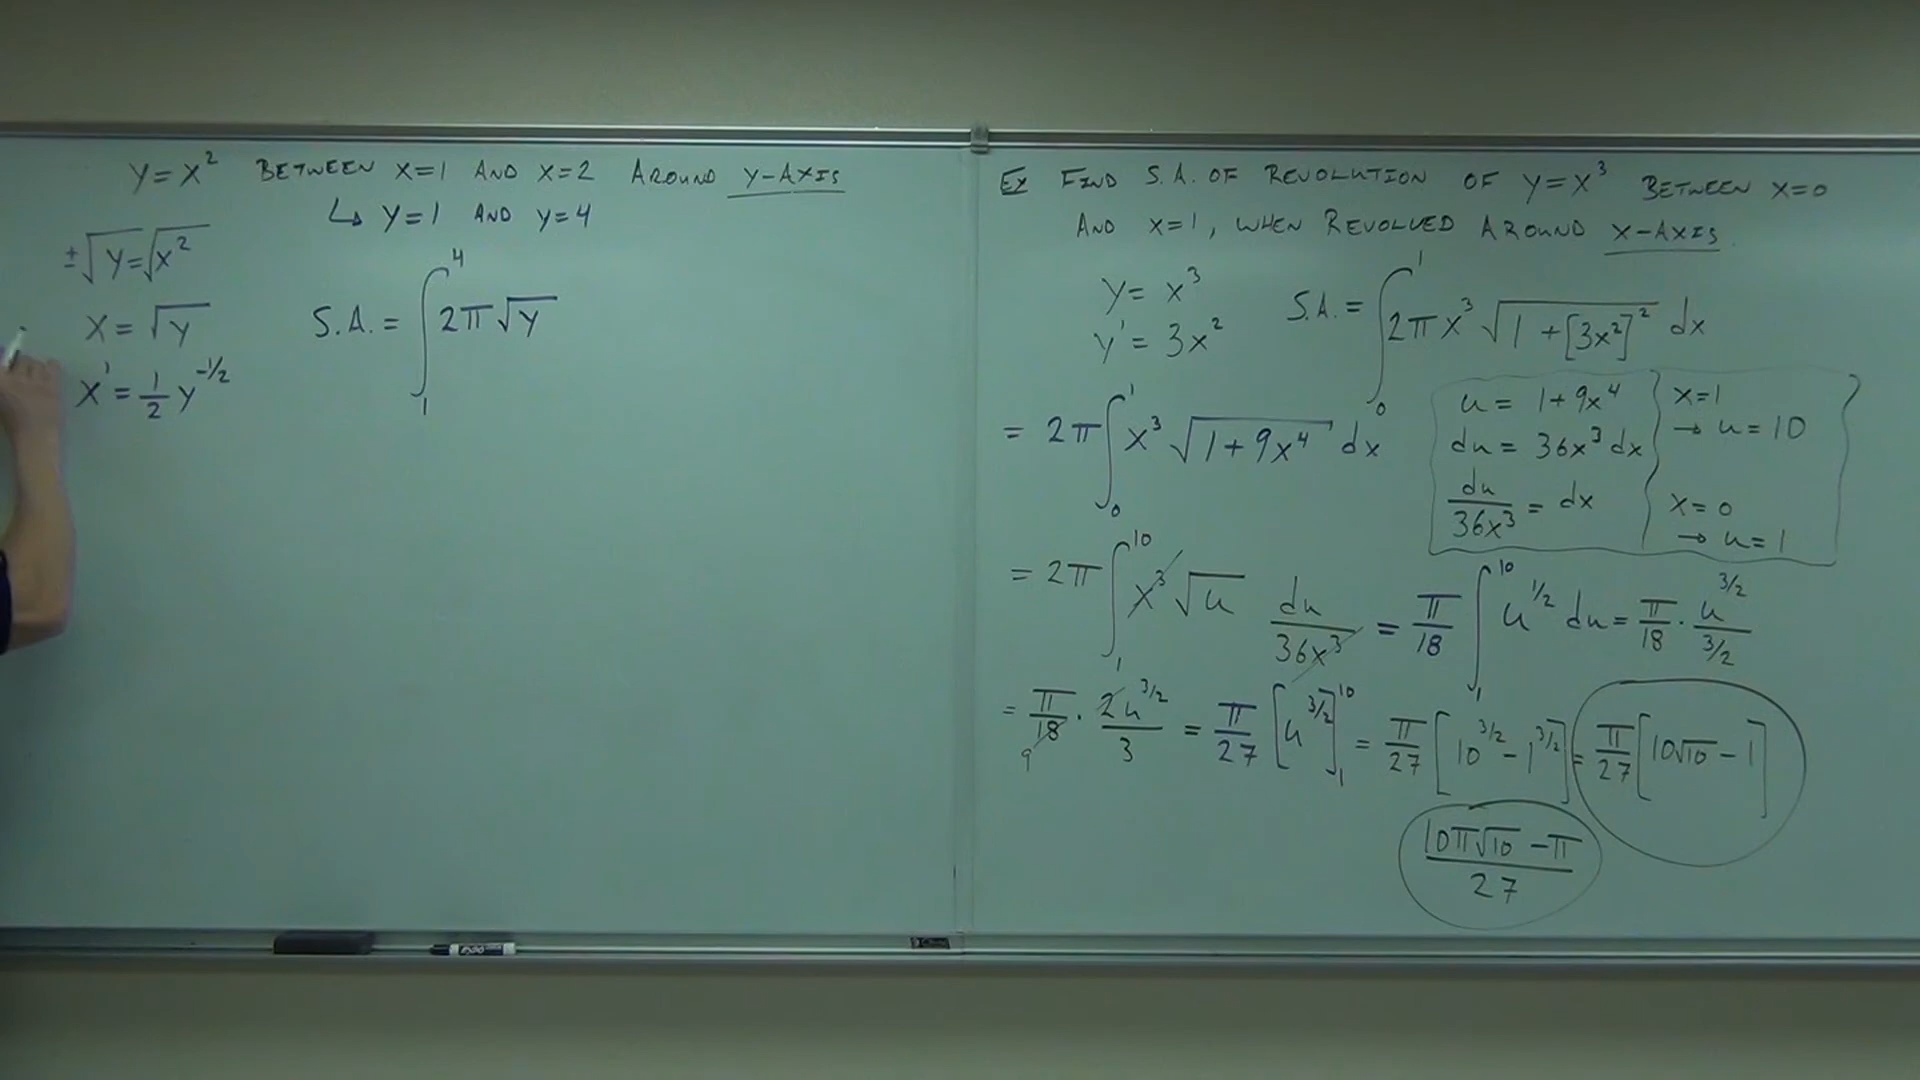 Y = X² BETWEEN X=1 AND X=2 AROUND Y-AXIS
↳ Y=1 AND Y=4
±√Y = √X²
X = √Y
X' = 1/2 Y^(-1/2)
S.A. = ∫₁⁴ 2π√Y
EX FIND S.A. OF REVOLUTION OF Y=X³ BETWEEN X=0
AND X=1, WHEN REVOLVED AROUND X-AXIS.
Y = X³
Y' = 3X²
S.A. = ∫₀¹ 2πX³ √(1+[3X²]²) dx
= 2π ∫₀¹ X³ √(1+9X⁴) dx
u = 1+9x⁴
du = 36x³ dx
du/36x³ = dx
X=1
→ u=10
X=0
→ u=1
= 2π ∫₁¹⁰ X³ √u du/36x³ = π/18 ∫₁¹⁰ u^(1/2) du = π/18 · u^(3/2)/(3/2)
= π/18 · 2u^(3/2)/3 = π/27 [u^(3/2)]₁¹⁰ = π/27 [10^(3/2) - 1^(3/2)] = π/27 [10√10 - 1]
9
(10π√10 - π)/27
EXPO